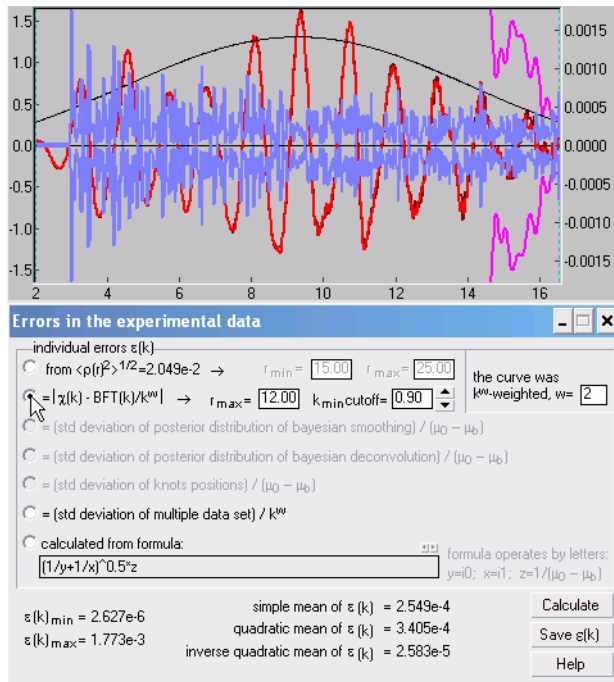 1.5
1.0
0.5
0.0
-0.5
-1.0
-1.5
0.0015
0.0010
0.0005
0.0000
0.0005
0.0010
0.0015
2 4 6 8 10 12 14 16
Errors in the experimental data
individual errors ε(k)
from <ρ(r)²>^1/2=2.049e-2 → r min= 15.00 r max= 25.00
=|χ(k) - BFT(k)/k^w| → r max= 12.00 k min cutoff= 0.90
the curve was
k^w-weighted, w= 2
= (std deviation of posterior distribution of bayesian smoothing) / (μ0 – μb)
= (std deviation of posterior distribution of bayesian deconvolution) / (μ0 – μb)
= (std deviation of knots positions) / (μ0 – μb)
= (std deviation of multiple data set) / k^w
calculated from formula:
(1/y+1/x)^0.5*z
formula operates by letters:
y=i0; x=i1; z=1/(μ0 – μb)
ε(k)min = 2.627e-6
ε(k)max = 1.773e-3
simple mean of ε(k) = 2.549e-4
quadratic mean of ε(k) = 3.405e-4
inverse quadratic mean of ε(k) = 2.583e-5
Calculate
Save ε(k)
Help